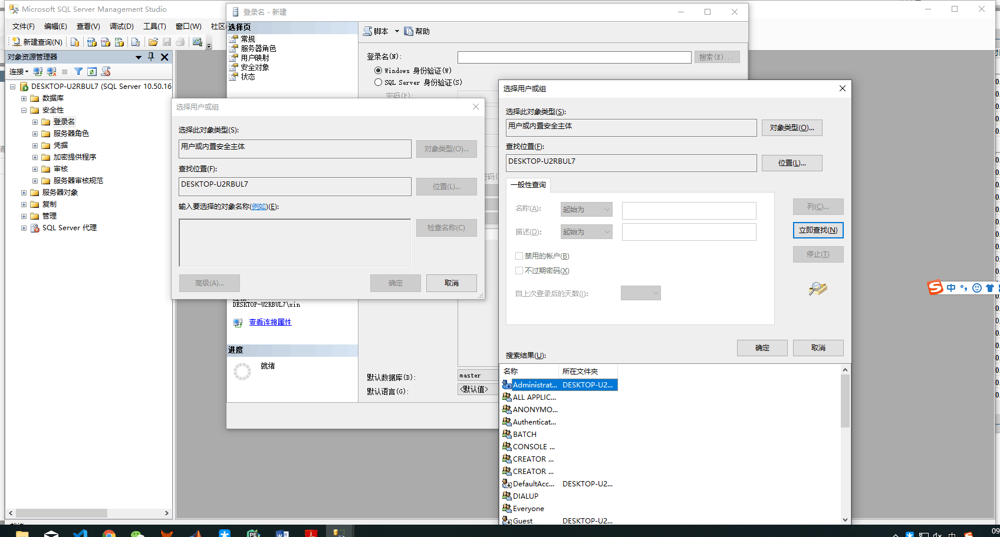 Microsoft SQL Server Management Studio
文件(F) 编辑(E) 查看(V) 调试(D) 工具(T) 窗口(W) 社区
新建查询(N)
对象资源管理器
连接
DESKTOP-U2RBUL7 (SQL Server 10.50.16
数据库
安全性
登录名
服务器角色
凭据
加密提供程序
审核
服务器审核规范
服务器对象
复制
管理
SQL Server 代理
登录名 - 新建
选择页
常规
服务器角色
用户映射
安全对象
状态
脚本 帮助
登录名(N):
搜索(E)...
Windows 身份验证(W)
SQL Server 身份验证(S)
密码(P):
DESKTOP-U2RBUL7\xin
查看连接属性
进度
就绪
默认数据库(D): master
默认语言(G): <默认值>
选择用户或组
选择此对象类型(S):
用户或内置安全主体
对象类型(O)...
查找位置(F):
DESKTOP-U2RBUL7
位置(L)...
输入要选择的对象名称(例如)(E):
检查名称(C)
高级(A)...
确定
取消
选择用户或组
选择此对象类型(S):
用户或内置安全主体
对象类型(O)...
查找位置(F):
DESKTOP-U2RBUL7
位置(L)...
一般性查询
名称(A): 起始为
描述(D): 起始为
禁用的帐户(B)
不过期密码(X)
自上次登录后的天数(I):
列(C)...
立即查找(N)
停止(T)
确定
取消
搜索结果(U):
名称 所在文件夹
Administrat... DESKTOP-U2...
ALL APPLIC...
ANONYMO...
Authenticat...
BATCH
CONSOLE ...
CREATOR ...
CREATOR ...
DefaultAcc... DESKTOP-U2...
DIALUP
Everyone
Guest DESKTOP-U2...
中
09